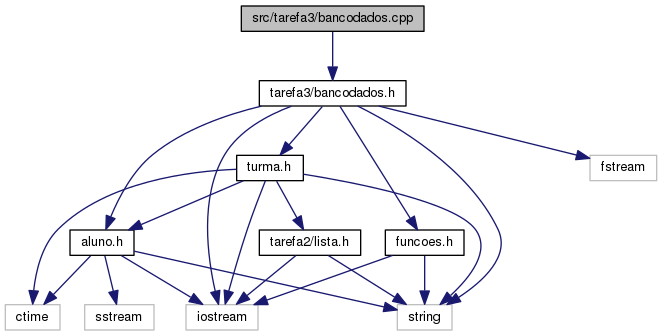 src/tarefa3/bancodados.cpp
tarefa3/bancodados.h
turma.h
fstream
aluno.h
tarefa2/lista.h
funcoes.h
ctime
sstream
iostream
string